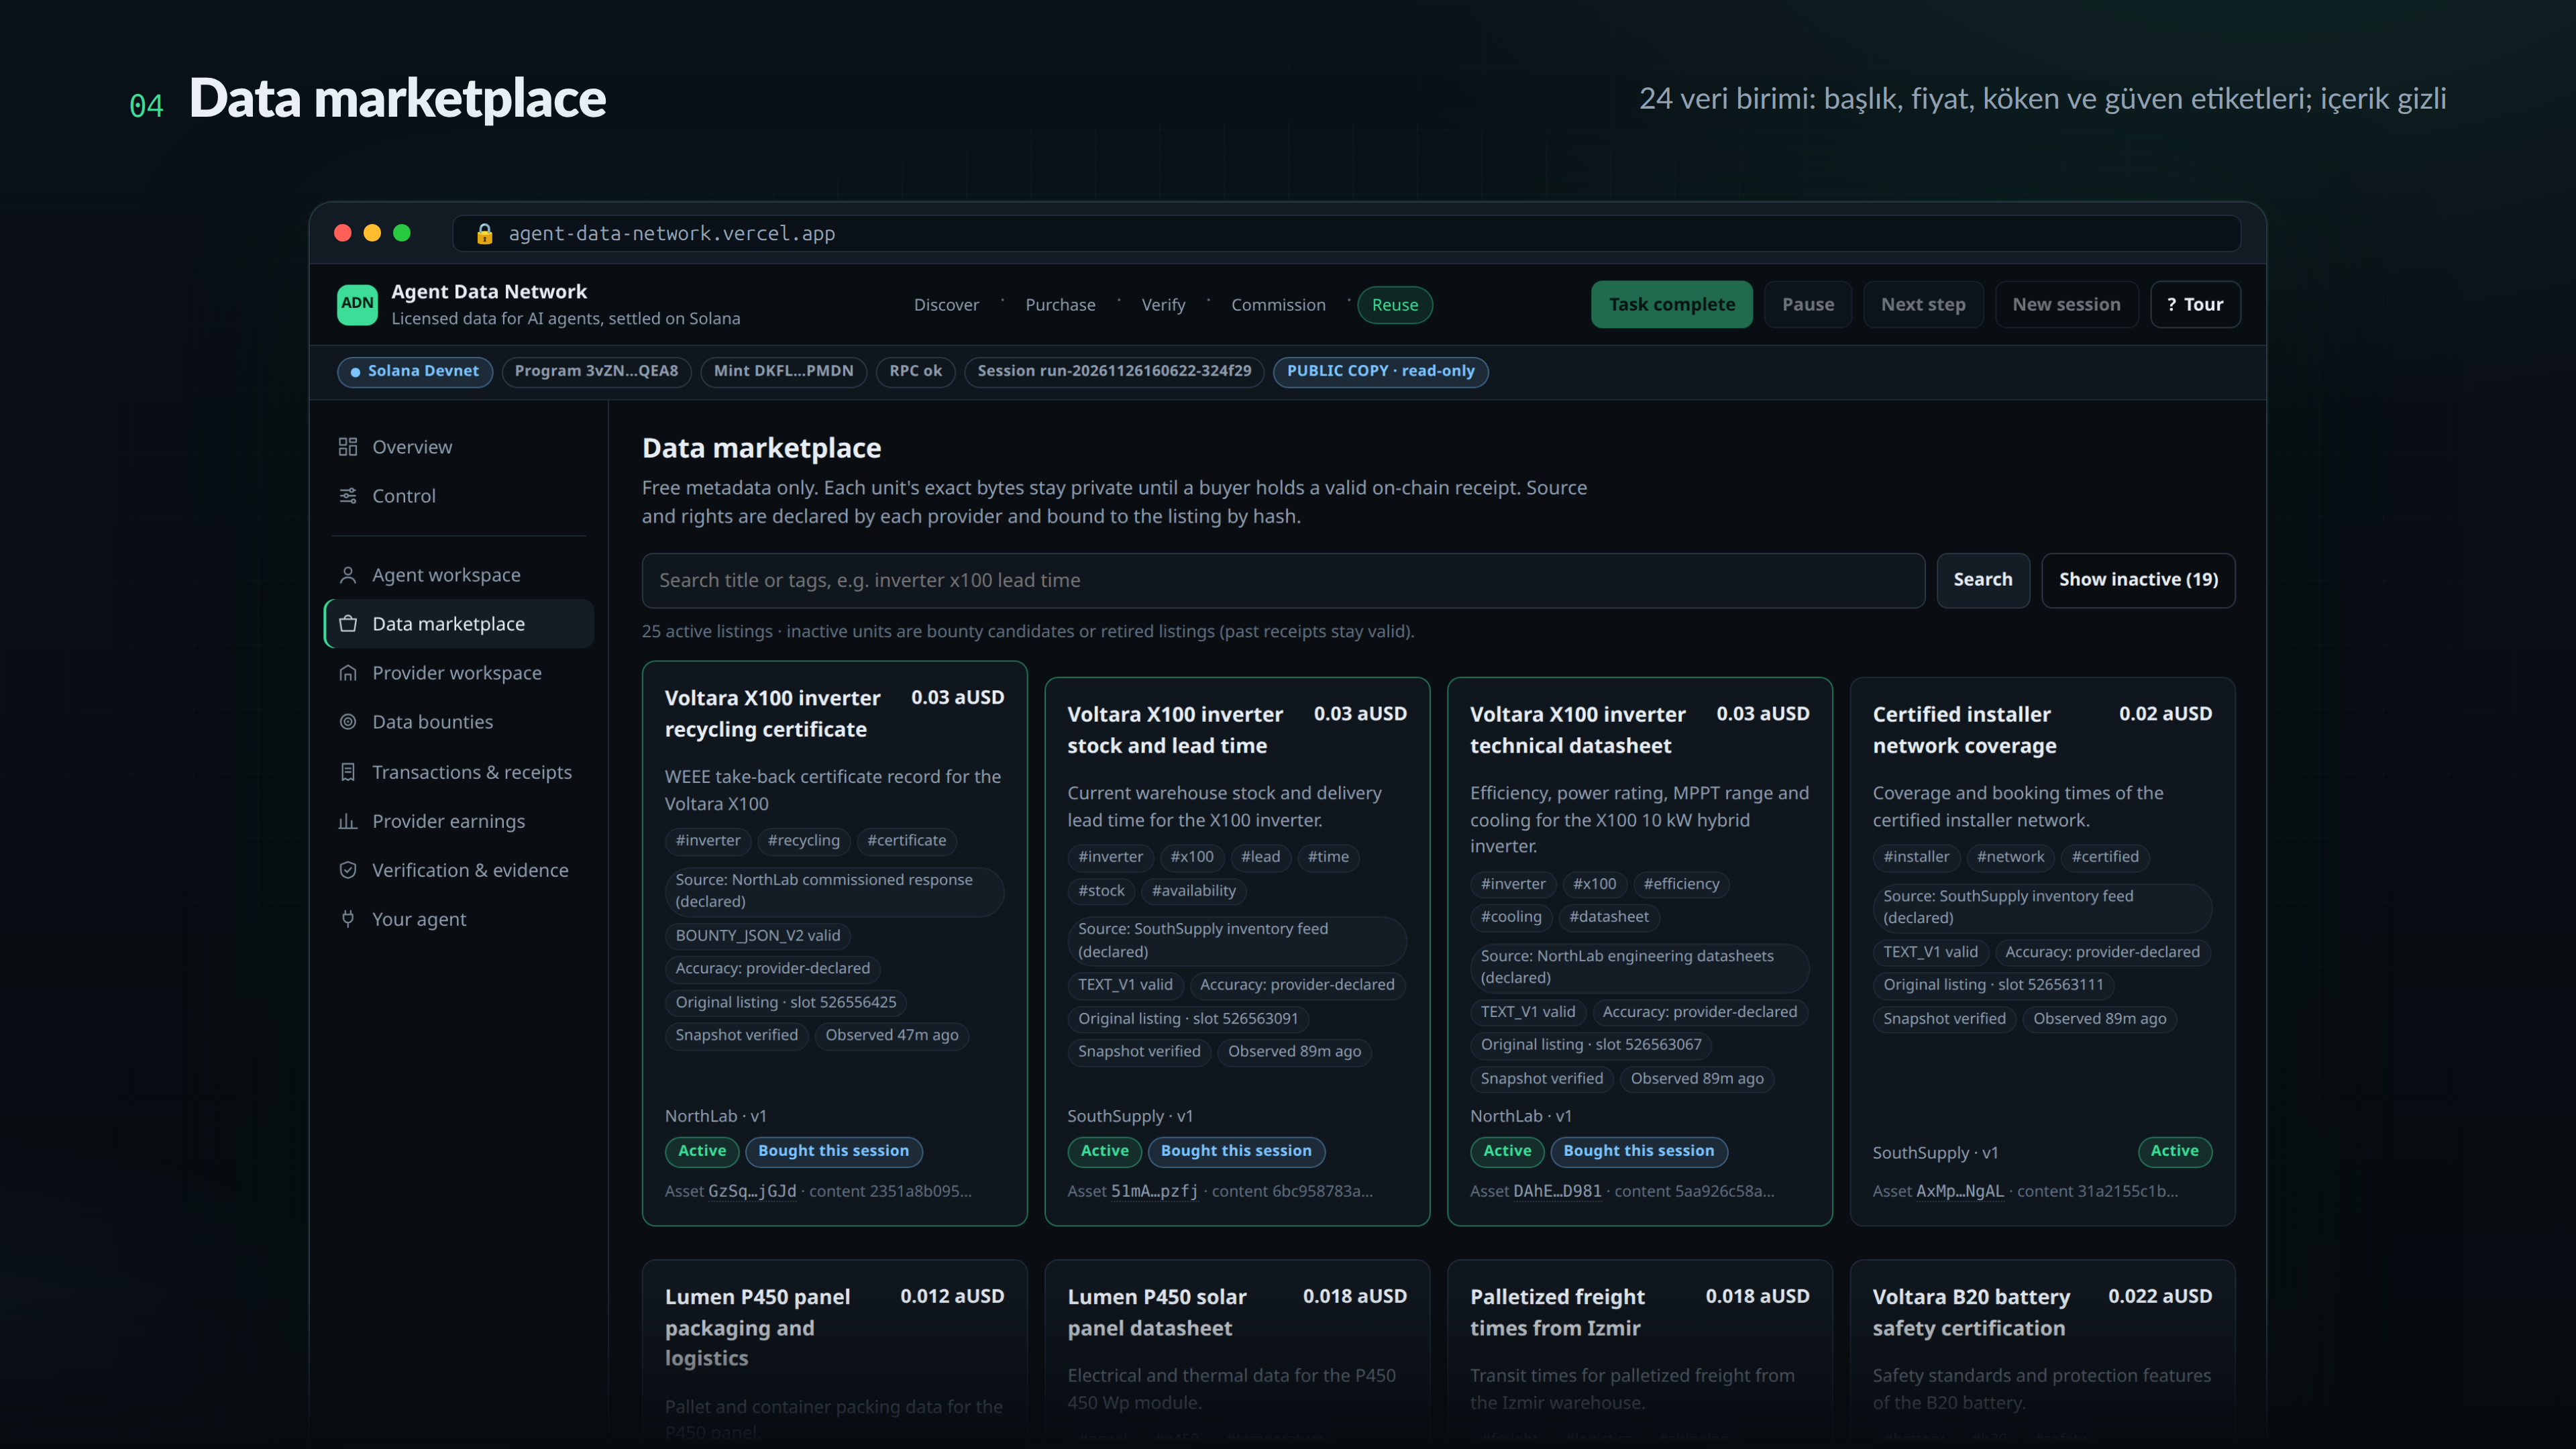 04 Data marketplace
24 veri birimi: başlık, fiyat, köken ve güven etiketleri; içerik gizli
agent-data-network.vercel.app
ADN
Agent Data Network
Licensed data for AI agents, settled on Solana
Discover · Purchase · Verify · Commission · Reuse
Task complete
Pause
Next step
New session
? Tour
Solana Devnet
Program 3vZN…QEA8
Mint DKFL…PMDN
RPC ok
Session run-20261126160622-324f29
PUBLIC COPY · read-only
Overview
Control
Agent workspace
Data marketplace
Provider workspace
Data bounties
Transactions & receipts
Provider earnings
Verification & evidence
Your agent
Data marketplace
Free metadata only. Each unit's exact bytes stay private until a buyer holds a valid on-chain receipt. Source
and rights are declared by each provider and bound to the listing by hash.
Search title or tags, e.g. inverter x100 lead time
Search
Show inactive (19)
25 active listings · inactive units are bounty candidates or retired listings (past receipts stay valid).
Voltara X100 inverter
recycling certificate
0.03 aUSD
WEEE take-back certificate record for the
Voltara X100
#inverter #recycling #certificate
Source: NorthLab commissioned response
(declared)
BOUNTY_JSON_V2 valid
Accuracy: provider-declared
Original listing · slot 526556425
Snapshot verified Observed 47m ago
NorthLab · v1
Active Bought this session
Asset GzSq…jGJd · content 2351a8b095…
Voltara X100 inverter
stock and lead time
0.03 aUSD
Current warehouse stock and delivery
lead time for the X100 inverter.
#inverter #x100 #lead #time
#stock #availability
Source: SouthSupply inventory feed
(declared)
TEXT_V1 valid Accuracy: provider-declared
Original listing · slot 526563091
Snapshot verified Observed 89m ago
SouthSupply · v1
Active Bought this session
Asset 51mA…pzfj · content 6bc958783a…
Voltara X100 inverter
technical datasheet
0.03 aUSD
Efficiency, power rating, MPPT range and
cooling for the X100 10 kW hybrid
inverter.
#inverter #x100 #efficiency
#cooling #datasheet
Source: NorthLab engineering datasheets
(declared)
TEXT_V1 valid Accuracy: provider-declared
Original listing · slot 526563067
Snapshot verified Observed 89m ago
NorthLab · v1
Active Bought this session
Asset DAhE…D981 · content 5aa926c58a…
Certified installer
network coverage
0.02 aUSD
Coverage and booking times of the
certified installer network.
#installer #network #certified
Source: SouthSupply inventory feed
(declared)
TEXT_V1 valid Accuracy: provider-declared
Original listing · slot 526563111
Snapshot verified Observed 89m ago
SouthSupply · v1
Active
Asset AxMp…NgAL · content 31a2155c1b…
Lumen P450 panel
packaging and
logistics
0.012 aUSD
Pallet and container packing data for the
P450 panel.
Lumen P450 solar
panel datasheet
0.018 aUSD
Electrical and thermal data for the P450
450 Wp module.
Palletized freight
times from Izmir
0.018 aUSD
Transit times for palletized freight from
the Izmir warehouse.
Voltara B20 battery
safety certification
0.022 aUSD
Safety standards and protection features
of the B20 battery.